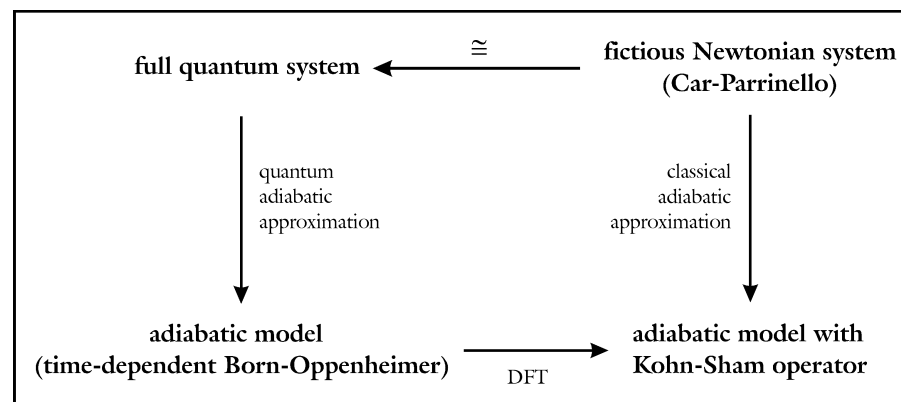 full quantum system
≅
fictious Newtonian system
(Car-Parrinello)
quantum
adiabatic
approximation
classical
adiabatic
approximation
adiabatic model
(time-dependent Born-Oppenheimer)
DFT
adiabatic model with
Kohn-Sham operator